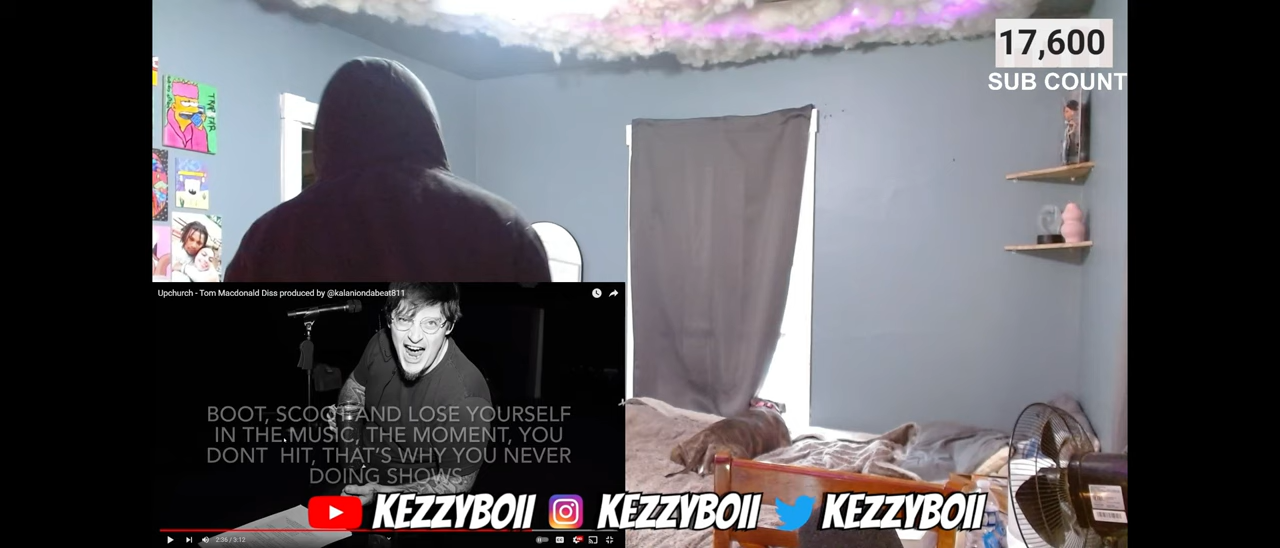 17,600
SUB COUNT
Upchurch - Tom Macdonald Diss produced by @kalaniondabeat811
BOOT, SCOOT AND LOSE YOURSELF
IN THE MUSIC, THE MOMENT, YOU
DONT HIT, THAT'S WHY YOU NEVER
DOING SHOWS.
KEZZYBOII KEZZYBOII KEZZYBOII
2:36 / 3:12